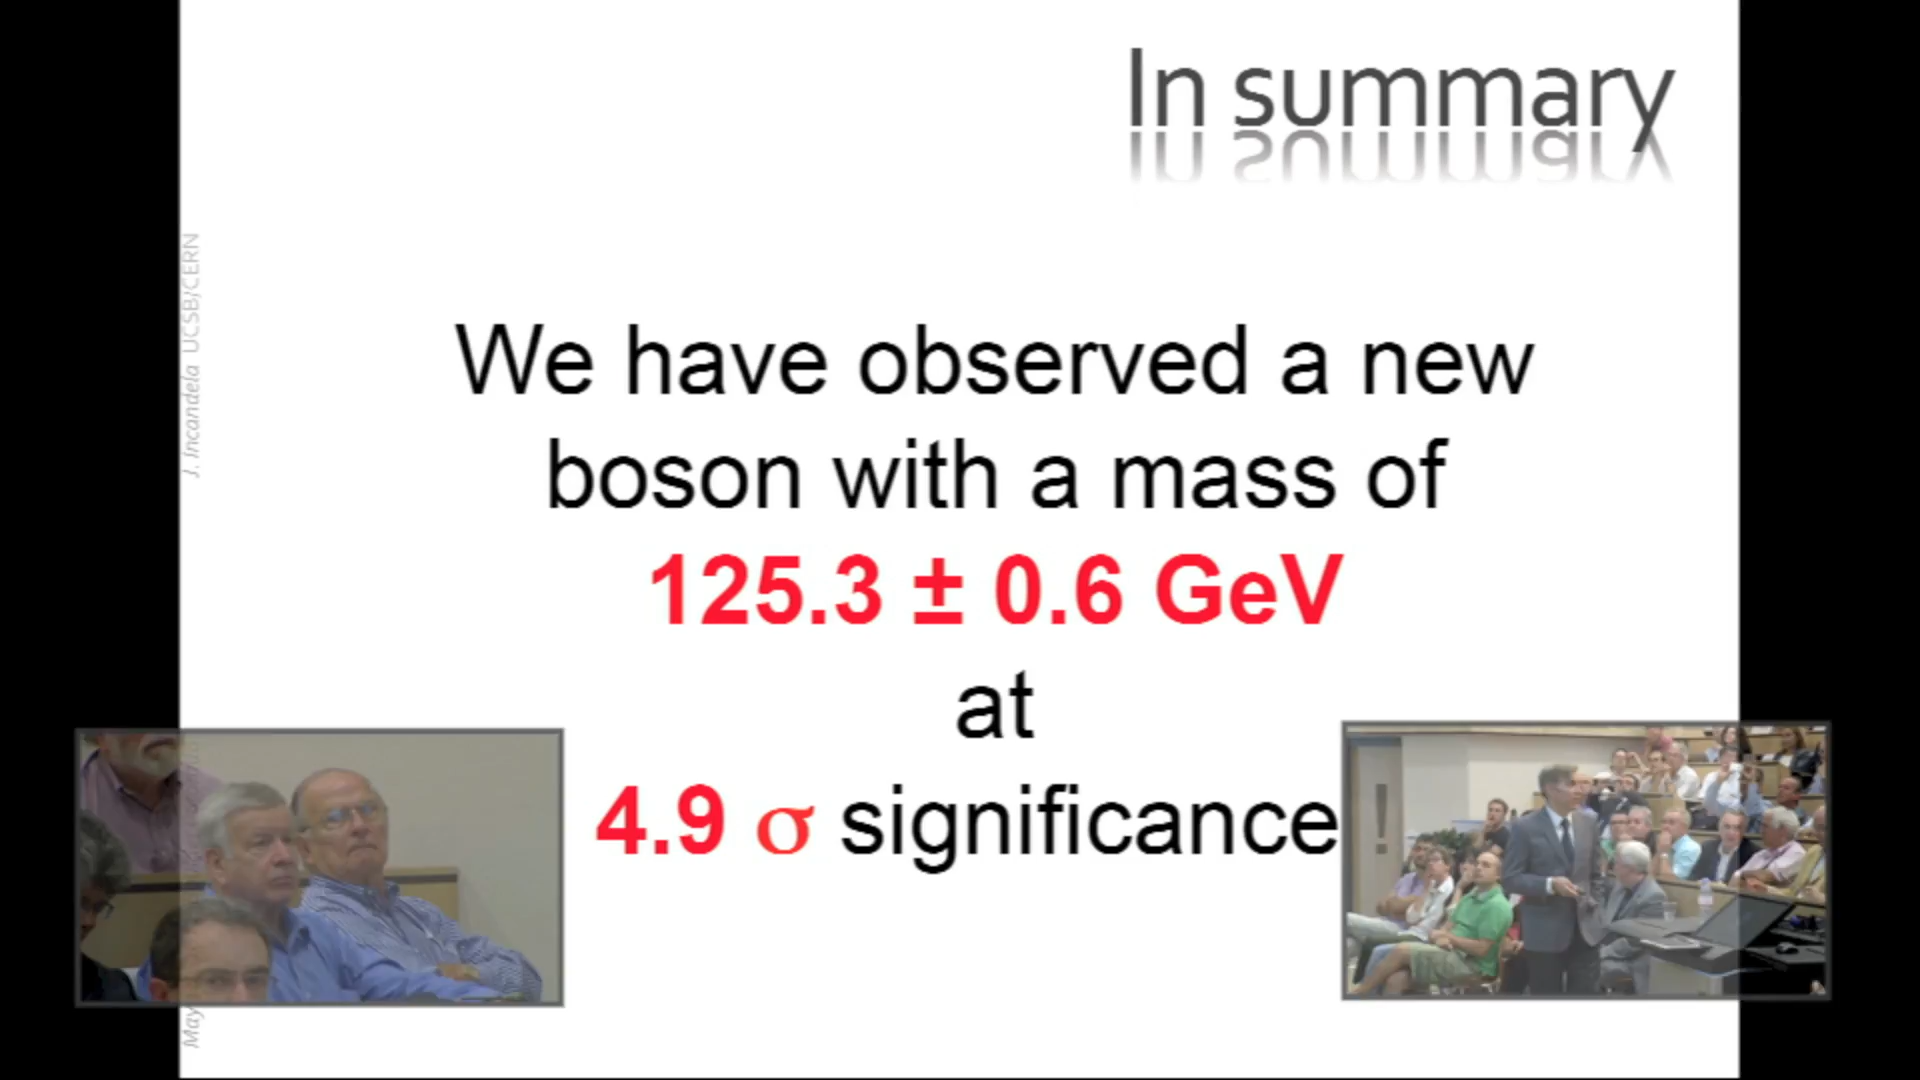 In summary
J. Incandela UCSB/CERN
We have observed a new
boson with a mass of
125.3 ± 0.6 GeV
at
4.9 σ significance
May